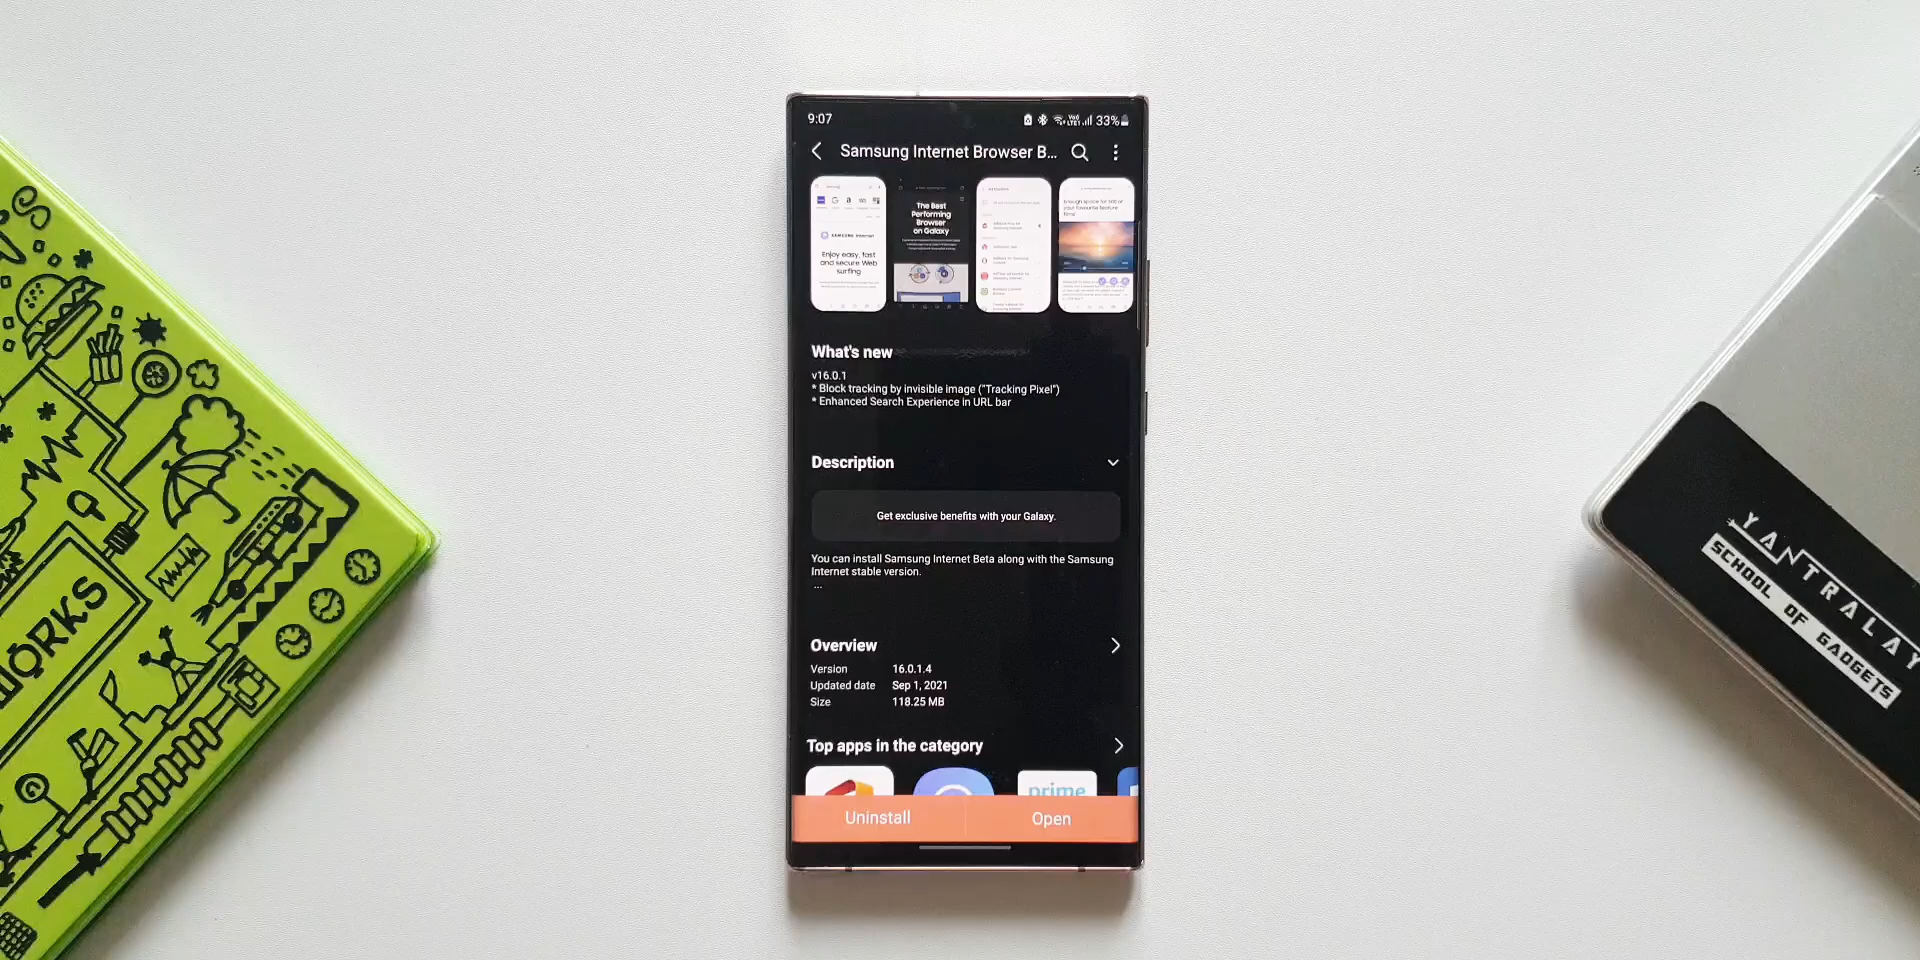 9:07
33%
Samsung Internet Browser B...
SAMSUNG Internet
Enjoy easy, fast
and secure Web
surfing
The Best
Performing
Browser
on Galaxy
What's new
v16.0.1
* Block tracking by invisible image ("Tracking Pixel")
* Enhanced Search Experience in URL bar
Description
Get exclusive benefits with your Galaxy.
You can install Samsung Internet Beta along with the Samsung
Internet stable version.
...
Overview
Version 16.0.1.4
Updated date Sep 1, 2021
Size 118.25 MB
Top apps in the category
prime
Uninstall
Open
WORKS
YANTRALAY
SCHOOL OF GADGETS